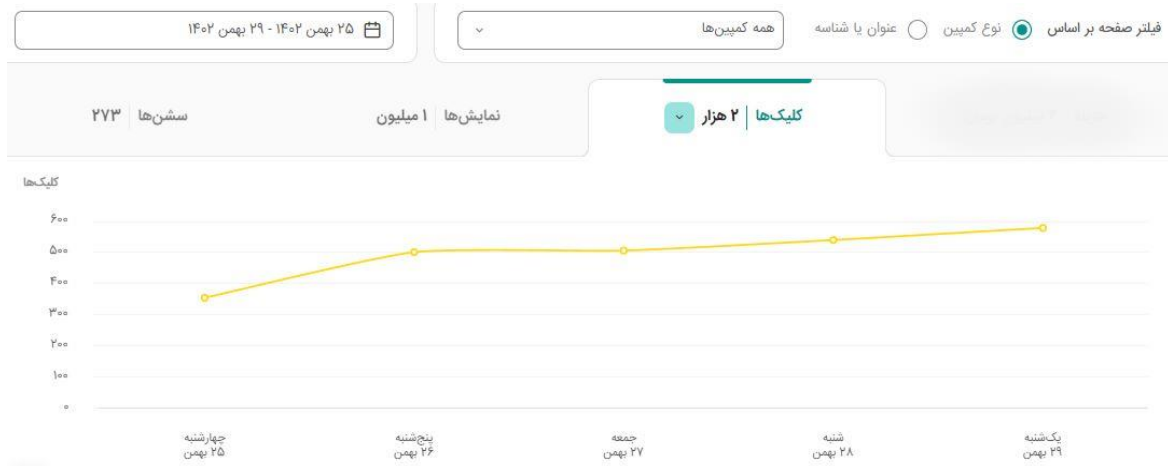 فیلتر صفحه بر اساس نوع کمپین عنوان یا شناسه
همه کمپین‌ها
۲۵ بهمن ۱۴۰۲ - ۲۹ بهمن ۱۴۰۲
کلیک‌ها ۲ هزار
نمایش‌ها ۱ میلیون
سشن‌ها ۲۷۳
کلیک‌ها
۶۰۰
۵۰۰
۴۰۰
۳۰۰
۲۰۰
۱۰۰
۰
چهارشنبه
۲۵ بهمن
پنج‌شنبه
۲۶ بهمن
جمعه
۲۷ بهمن
شنبه
۲۸ بهمن
یک‌شنبه
۲۹ بهمن